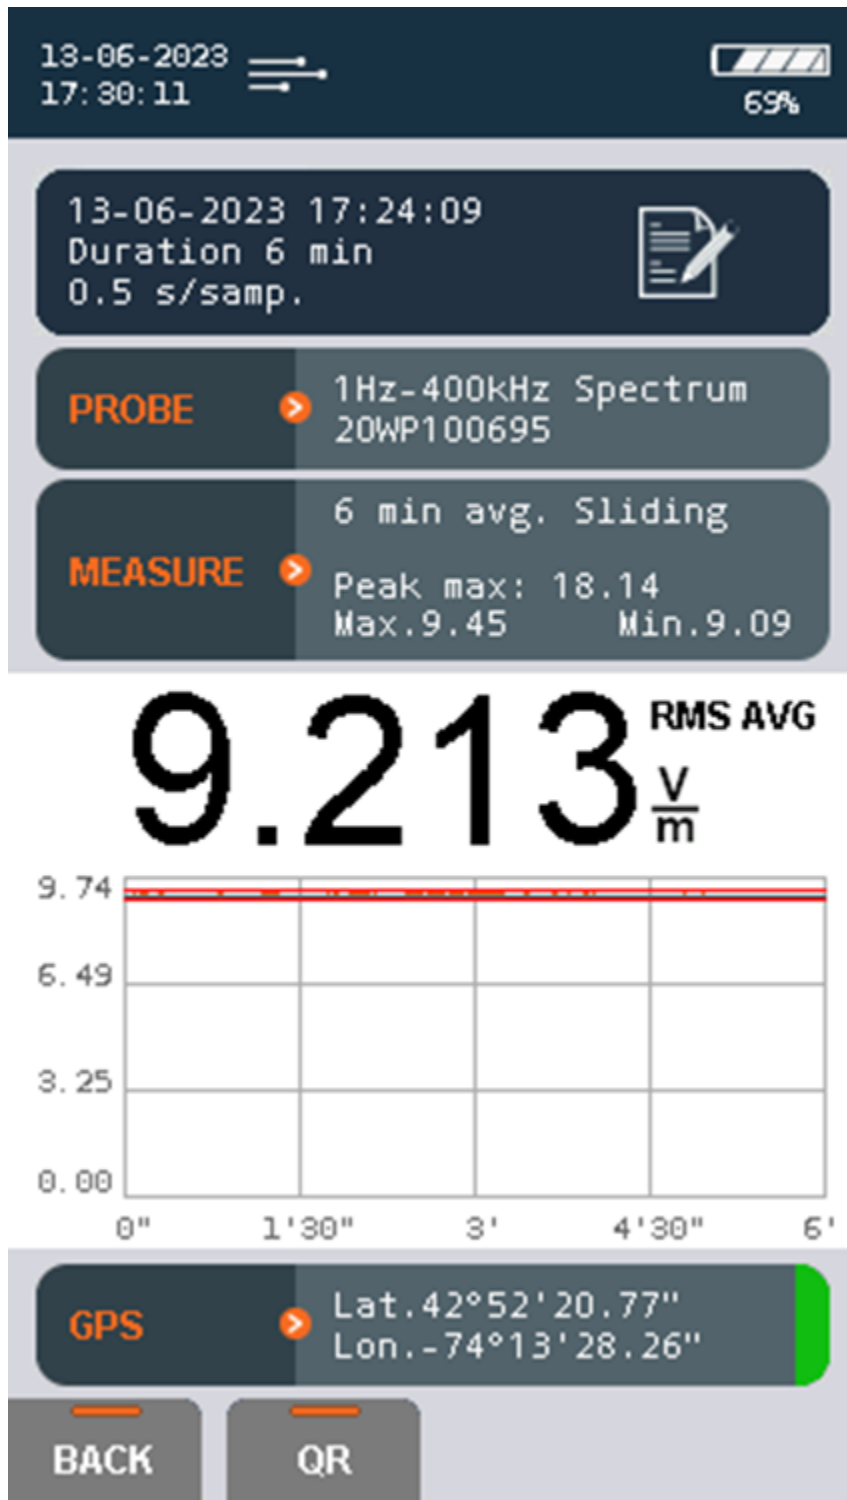 13-06-2023
17:30:11
69%
13-06-2023 17:24:09
Duration 6 min
0.5 s/samp.
PROBE
1Hz-400kHz Spectrum
20WP100695
MEASURE
6 min avg. Sliding
Peak max: 18.14
Max.9.45 Min.9.09
9.213 RMS AVG V/m
9.74
6.49
3.25
0.00
0" 1'30" 3' 4'30" 6'
GPS
Lat.42°52'20.77"
Lon.-74°13'28.26"
BACK QR